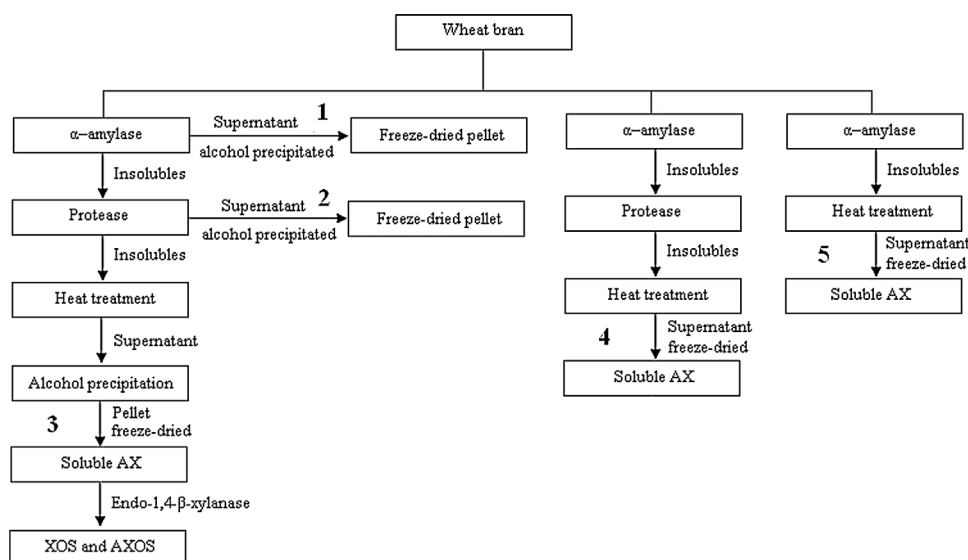 Wheat bran
α-amylase
Supernatant
1
alcohol precipitated
Freeze-dried pellet
α-amylase
α-amylase
Insolubles
Insolubles
Insolubles
Protease
Supernatant
2
alcohol precipitated
Freeze-dried pellet
Protease
Heat treatment
Insolubles
Insolubles
5
Supernatant
freeze-dried
Heat treatment
Heat treatment
Soluble AX
Supernatant
4
Supernatant
freeze-dried
Alcohol precipitation
Soluble AX
3
Pellet
freeze-dried
Soluble AX
Endo-1,4-β-xylanase
XOS and AXOS